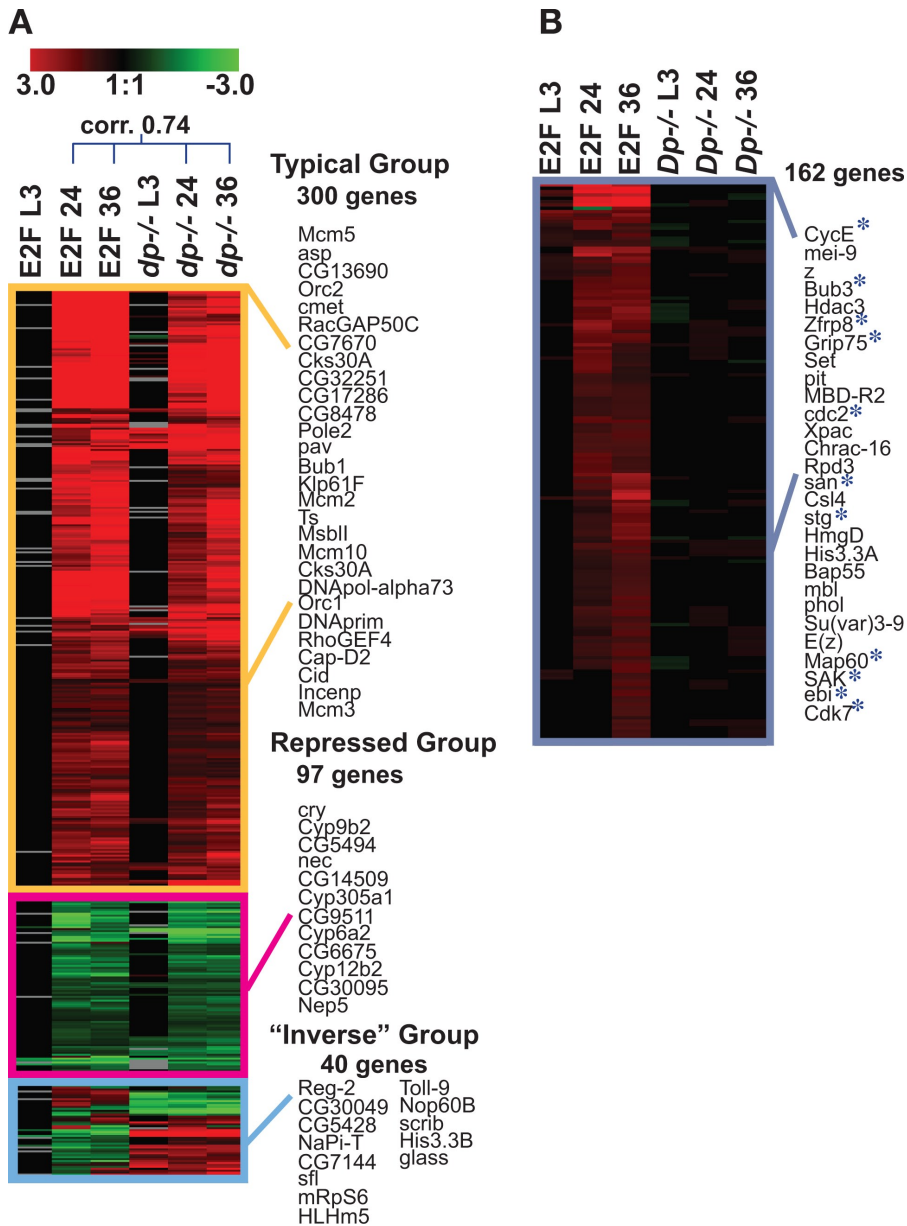 A
3.0 1:1 -3.0
corr. 0.74
E2F L3
E2F 24
E2F 36
dp-/- L3
dp-/- 24
dp-/- 36
Typical Group
300 genes
Mcm5
asp
CG13690
Orc2
cmet
RacGAP50C
CG7670
Cks30A
CG32251
CG17286
CG8478
Pole2
pav
Bub1
Klp61F
Mcm2
Ts
MsbII
Mcm10
Cks30A
DNApol-alpha73
Orc1
DNAprim
RhoGEF4
Cap-D2
Cid
Incenp
Mcm3
Repressed Group
97 genes
cry
Cyp9b2
CG5494
nec
CG14509
Cyp305a1
CG9511
Cyp6a2
CG6675
Cyp12b2
CG30095
Nep5
“Inverse” Group
40 genes
Reg-2
CG30049
CG5428
NaPi-T
CG7144
sfl
mRpS6
HLHm5
Toll-9
Nop60B
scrib
His3.3B
glass
B
E2F L3
E2F 24
E2F 36
Dp-/- L3
Dp-/- 24
Dp-/- 36
162 genes
CycE*
mei-9
z
Bub3*
Hdac3
Zfrp8*
Grip75*
Set
pit
MBD-R2
cdc2*
Xpac
Chrac-16
Rpd3
san*
Csl4
stg*
HmgD
His3.3A
Bap55
mbl
phol
Su(var)3-9
E(z)
Map60*
SAK*
ebi*
Cdk7*